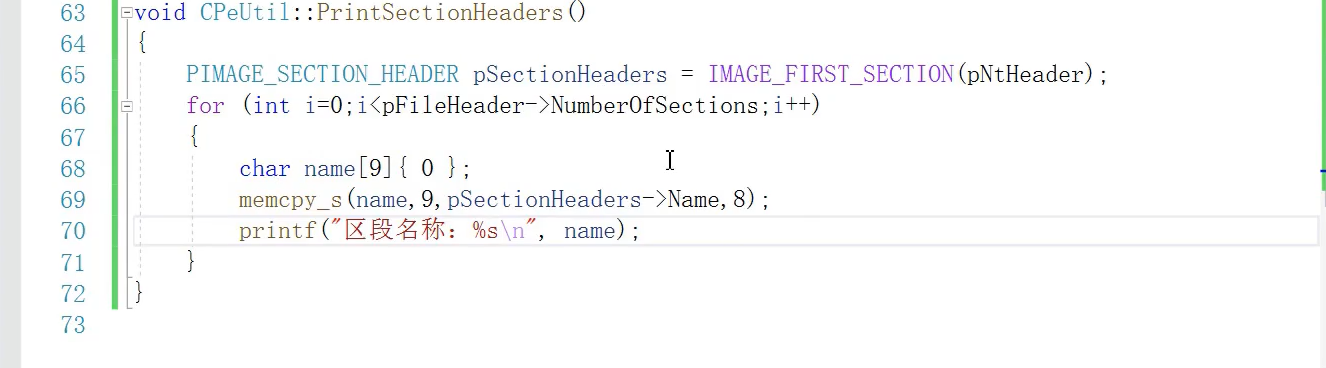 63 void CPeUtil::PrintSectionHeaders()
64 {
65 PIMAGE_SECTION_HEADER pSectionHeaders = IMAGE_FIRST_SECTION(pNtHeader);
66 for (int i=0;i<pFileHeader->NumberOfSections;i++)
67 {
68 char name[9]{ 0 };
69 memcpy_s(name,9,pSectionHeaders->Name,8);
70 printf("区段名称：%s\n", name);
71 }
72 }
73